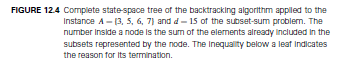 FIGURE 12.4 Complete state-space tree of the backtracking algorithm applied to the
instance A = {3, 5, 6, 7} and d = 15 of the subset-sum problem. The
number inside a node is the sum of the elements already included in the
subsets represented by the node. The inequality below a leaf indicates
the reason for its termination.